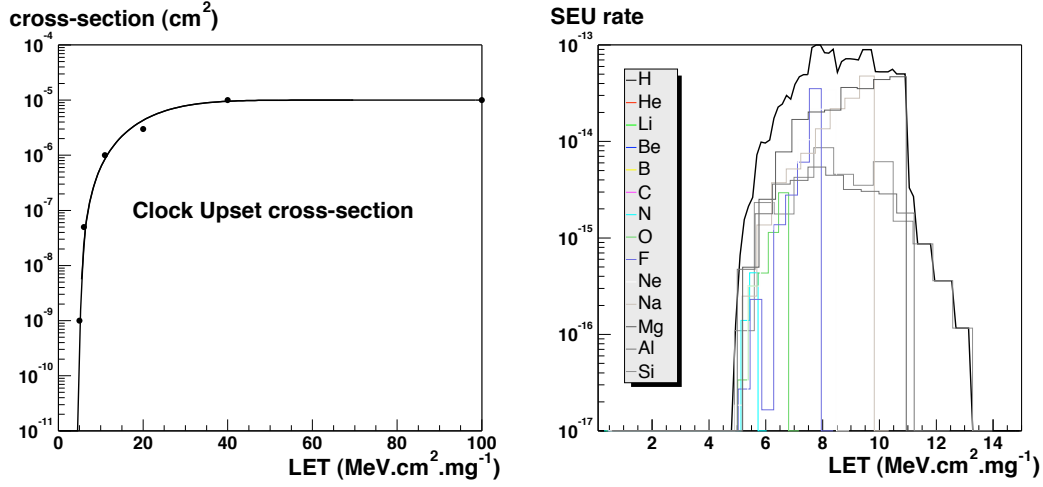 cross-section (cm²)
10⁻⁴
10⁻⁵
10⁻⁶
10⁻⁷
10⁻⁸
10⁻⁹
10⁻¹⁰
10⁻¹¹
Clock Upset cross-section
0 20 40 60 80 100
LET (MeV.cm².mg⁻¹)
SEU rate
10⁻¹³
10⁻¹⁴
10⁻¹⁵
10⁻¹⁶
10⁻¹⁷
H
He
Li
Be
B
C
N
O
F
Ne
Na
Mg
Al
Si
2 4 6 8 10 12 14
LET (MeV.cm².mg⁻¹)